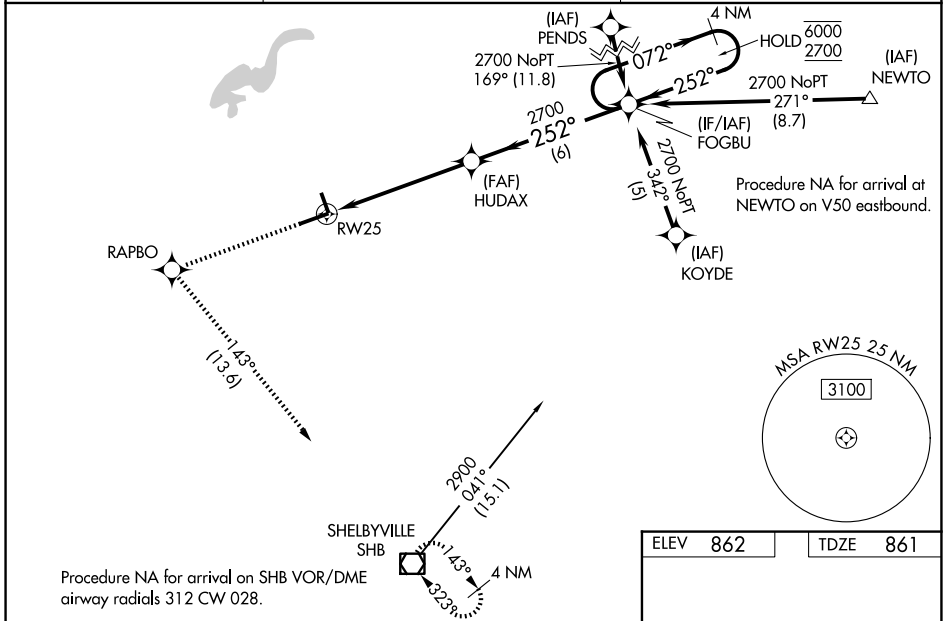 (IAF)
PENDS
4 NM
HOLD 6000
2700
2700 NoPT
169° (11.8)
072°
252°
(IAF)
NEWTO
2700 NoPT
271°
(8.7)
(IF/IAF)
FOGBU
2700
252°
(6)
(FAF)
HUDAX
2700 NoPT
342°
(5)
Procedure NA for arrival at
NEWTO on V50 eastbound.
RW25
(IAF)
KOYDE
RAPBO
143°
(13.6)
MSA RW25 25 NM
3100
2900
041°
(15.1)
SHELBYVILLE
SHB
143°
4 NM
323°
Procedure NA for arrival on SHB VOR/DME
airway radials 312 CW 028.
ELEV 862
TDZE 861